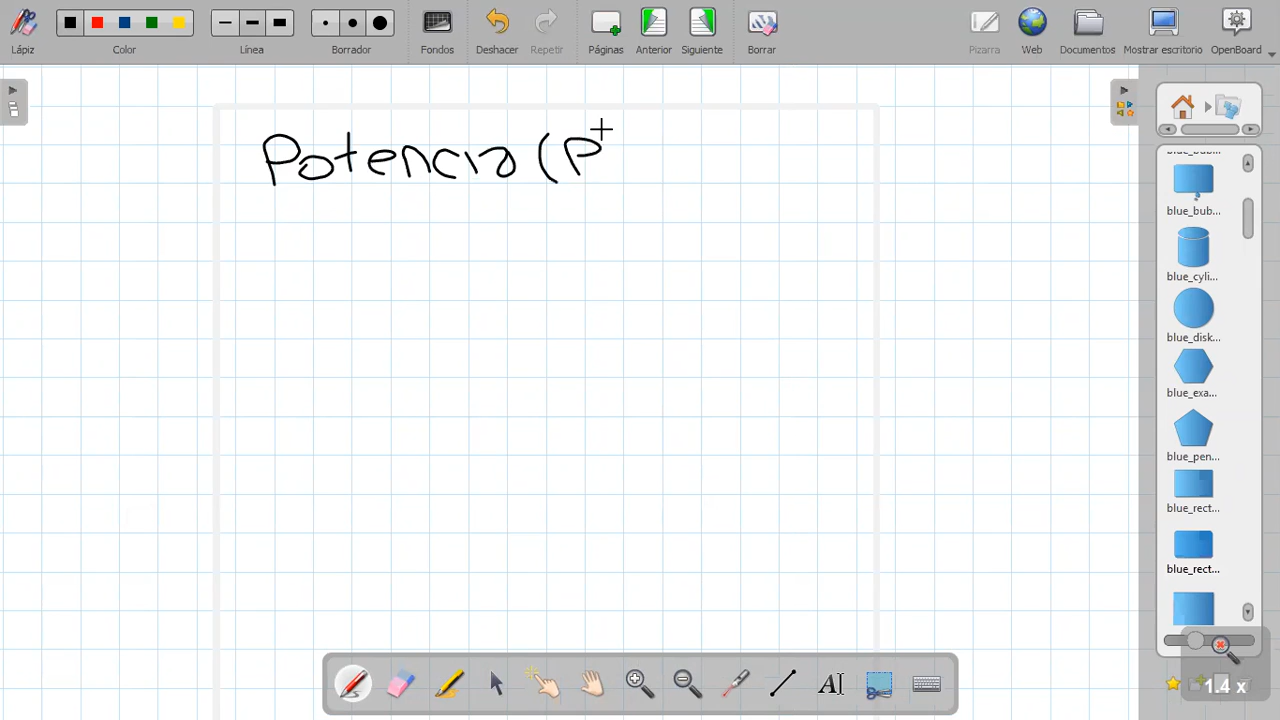 Lápiz Color Línea Borrador Fondos Deshacer Repetir Páginas Anterior Siguiente Borrar Pizarra Web Documentos Mostrar escritorio OpenBoard
Potencia (P
blue_bub...
blue_bub...
blue_cyli...
blue_disk...
blue_exa...
blue_pen...
blue_rect...
blue_rect...
1.4 x